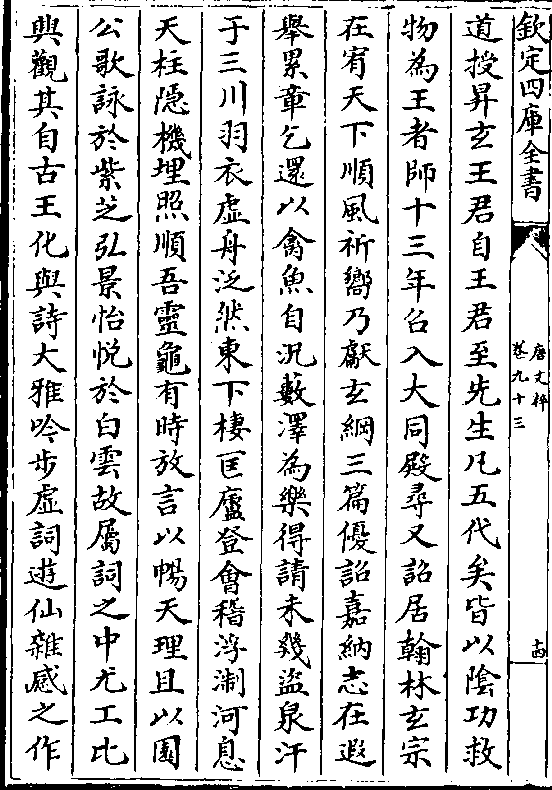 欽定四庫全書
唐文粹
卷九十三
十四
道授昇玄王君自王君至先生凡五代矣皆以陰功救
物為王者師十三年召入大同殿尋又詔居翰林玄宗
在宥天下順風祈嚮乃獻玄綱三篇優詔嘉納志在遐
舉累章乞還以禽魚自況藪澤為樂得請未幾盜泉汙
于三川羽衣虛舟泛然東下棲匡廬登會稽浮淛河息
天柱隱機埋照順吾靈龜有時放言以暢天理且以園
公歌詠於紫芝弘景怡悅於白雲故屬詞之中尤工比
興觀其自古王化與詩大雅吟步虛詞遊仙雜感之作